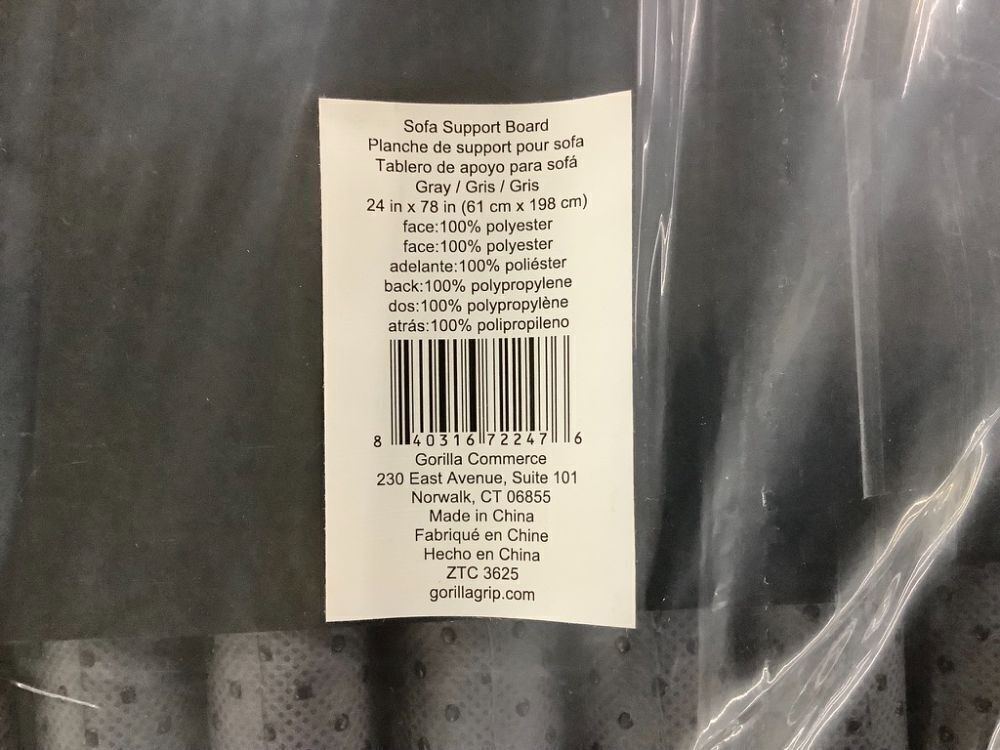 Sofa Support Board
Planche de support pour sofa
Tablero de apoyo para sofá
Gray / Gris / Gris
24 in x 78 in (61 cm x 198 cm)
face:100% polyester
face:100% polyester
adelante:100% poliéster
back:100% polypropylene
dos:100% polypropylène
atrás:100% polipropileno
8 40316 72247 6
Gorilla Commerce
230 East Avenue, Suite 101
Norwalk, CT 06855
Made in China
Fabriqué en Chine
Hecho en China
ZTC 3625
gorillagrip.com